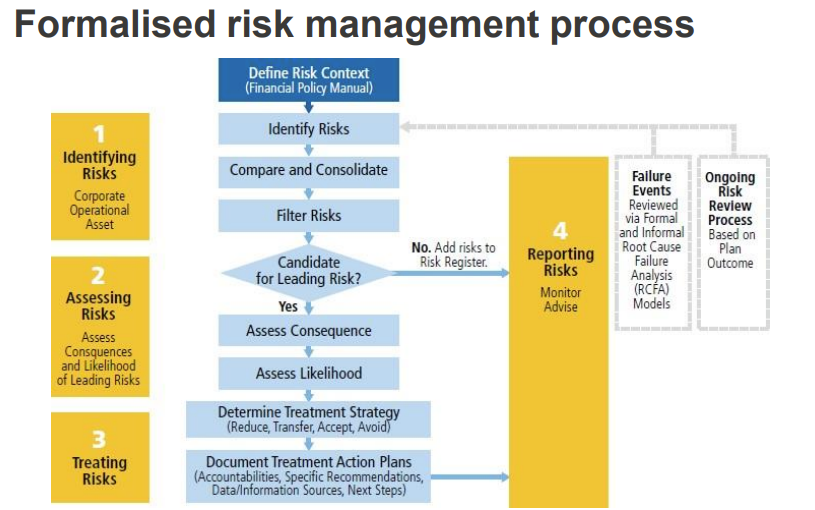 Formalised risk management process
Define Risk Context
(Financial Policy Manual)
1
Identifying
Risks
Corporate
Operational
Asset
Identify Risks
Compare and Consolidate
Filter Risks
Candidate
for Leading Risk?
No. Add risks to
Risk Register.
Yes
2
Assessing
Risks
Assess
Consquences
and Likelihood
of Leading Risks
Assess Consequence
Assess Likelihood
3
Treating
Risks
Determine Treatment Strategy
(Reduce, Transfer, Accept, Avoid)
Document Treatment Action Plans
(Accountabilities, Specific Recommendations,
Data/Information Sources, Next Steps)
4
Reporting
Risks
Monitor
Advise
Failure
Events
Reviewed
via Formal
and Informal
Root Cause
Failure
Analysis
(RCFA)
Models
Ongoing
Risk
Review
Process
Based on
Plan
Outcome